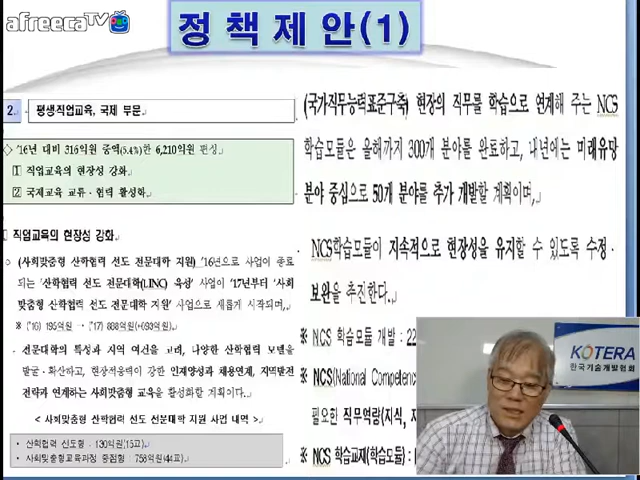 afreecaTV
정 책 제 안(1)
2. 평생직업교육, 국제 부문
◇ '16년 대비 316억원 증액(5.4%)한 6,210억원 편성
1 직업교육의 현장성 강화
2 국제교육 교류·협력 활성화
직업교육의 현장성 강화
○ (사회맞춤형 산학협력 선도 전문대학 지원) '16년으로 사업이 종료
되는 '산학협력 선도 전문대학(LINC) 육성' 사업이 '17년부터 '사회
맞춤형 산학협력 선도 전문대학 지원' 사업으로 새롭게 시작되며,
※ ('16) 195억원 → ('17) 888억원(+693억원)
- 전문대학의 특성과 지역 여건을 고려, 다양한 산학협력 모델을
발굴·확산하고, 현장적응력이 강한 인재양성과 채용연계, 지역발전
전략과 연계하는 사회맞춤형 교육을 활성화할 계획이다.
< 사회맞춤형 산학협력 선도 전문대학 지원 사업 내역 >
• 산학협력 선도형 : 130억원(15교)
• 사회맞춤형교육과정 중점형 : 758억원(44교)
(국가직무능력표준구축) 현장의 직무를 학습으로 연계해 주는 NCS
학습모듈은 올해까지 300개 분야를 완료하고, 내년에는 미래유망
분야 중심으로 50개 분야를 추가 개발할 계획이며,
NCS학습모듈이 지속적으로 현장성을 유지할 수 있도록 수정·
보완을 추진한다.
※ NCS 학습모듈 개발 : 22
※ NCS(National Competenc
필요한 직무역량(지식,
※ NCS 학습교재(학습모듈) :
KOTERA
한국기술개발협회